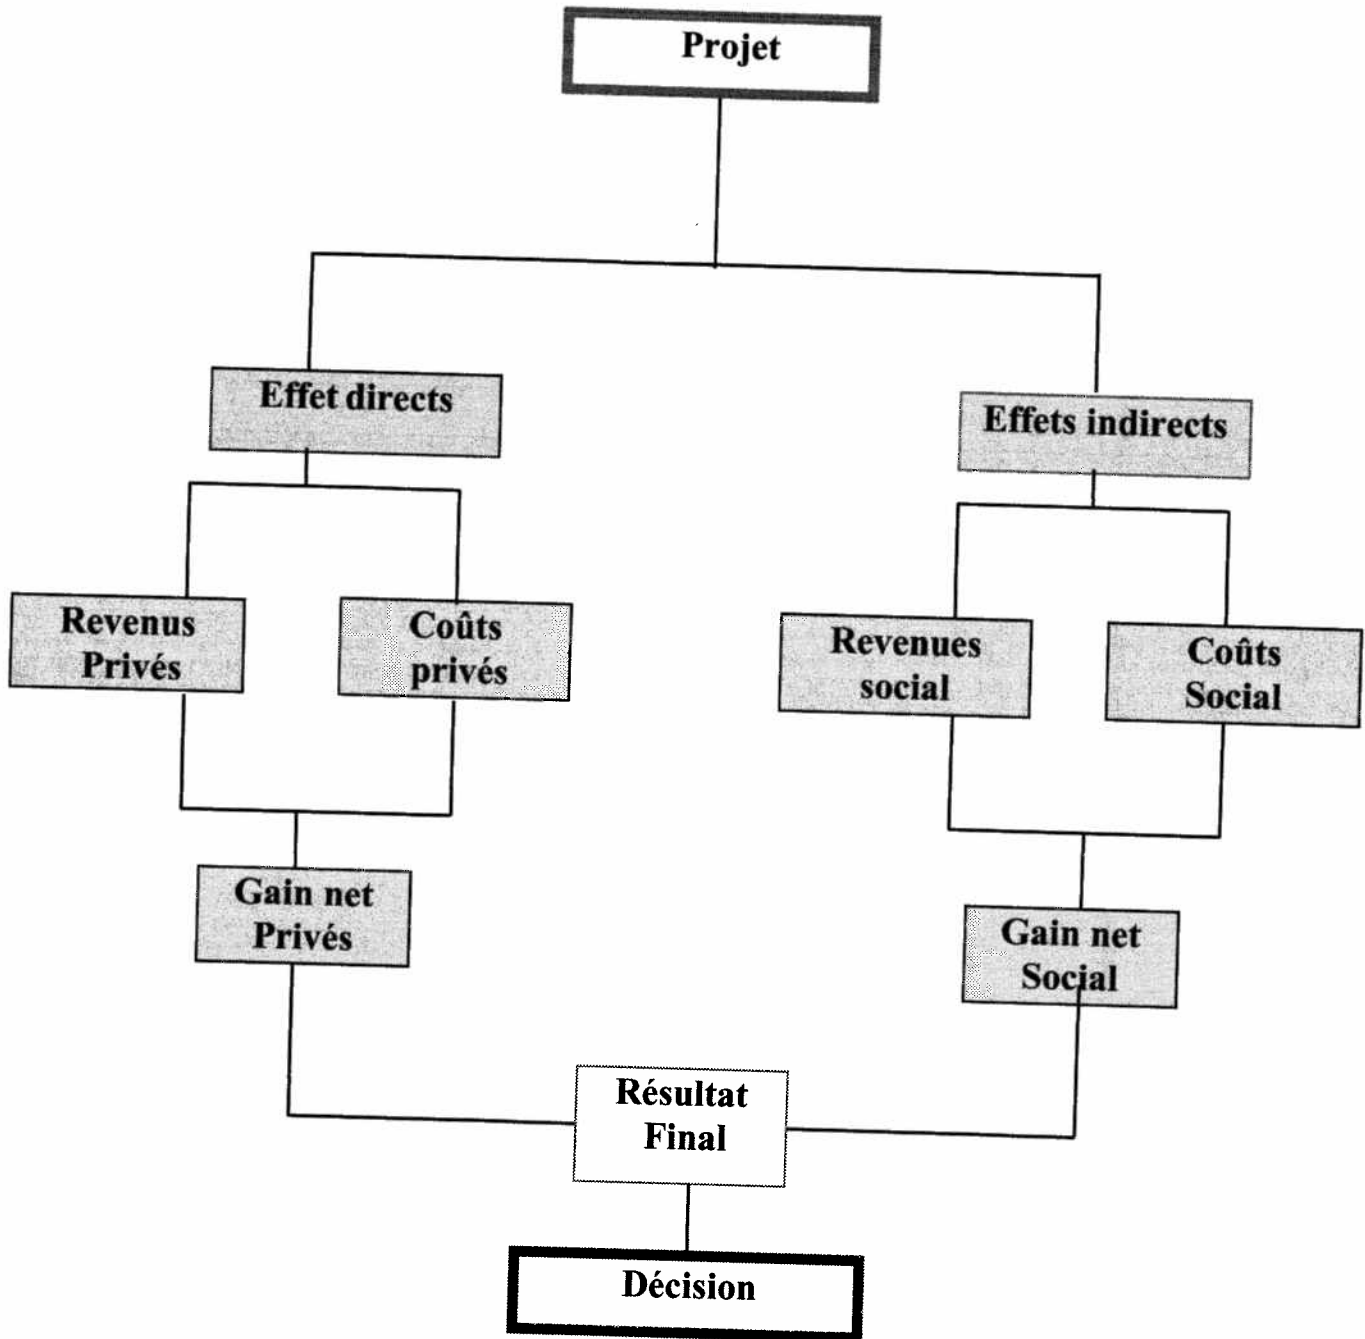 Projet
Effet directs
Effets indirects
Revenus
Privés
Coûts
privés
Revenues
social
Coûts
Social
Gain net
Privés
Gain net
Social
Résultat
Final
Décision